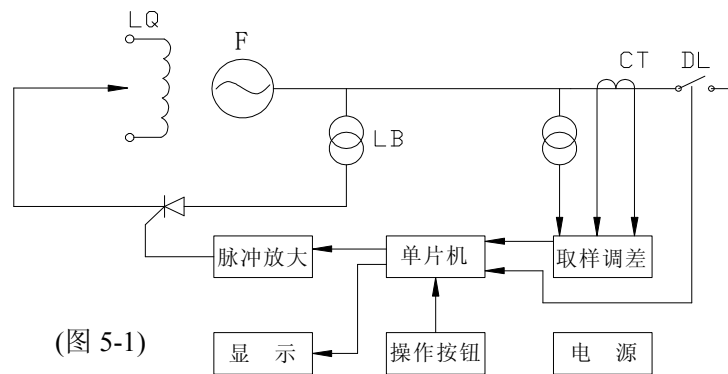 LQ
F
CT
DL
LB
脉冲放大
单片机
取样调差
(图 5-1)
显 示
操作按钮
电 源